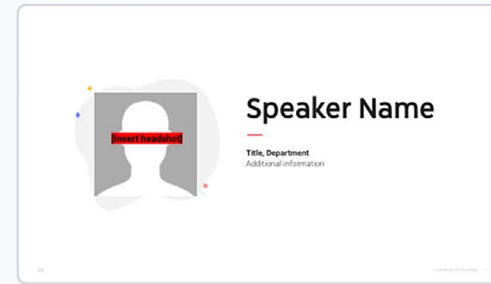 Speaker Name
[Insert headshot]
Title, Department
Additional information